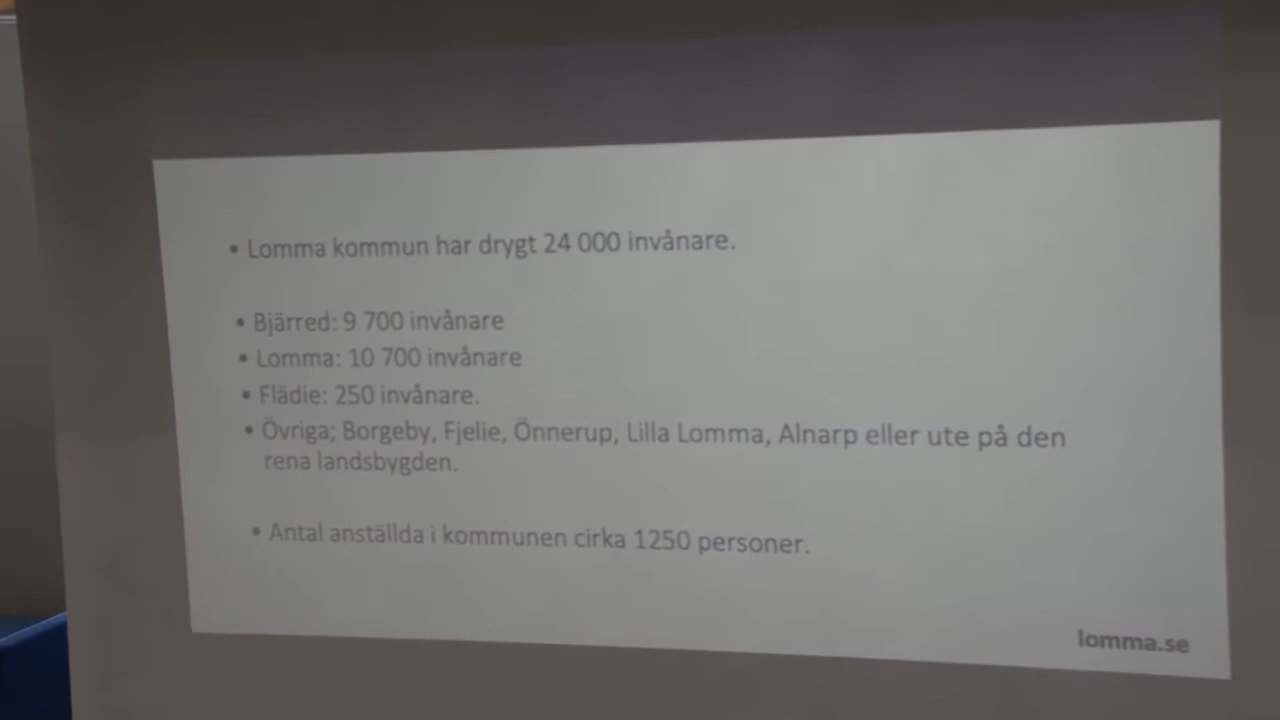 • Lomma kommun har drygt 24 000 invånare.
• Bjärred: 9 700 invånare
• Lomma: 10 700 invånare
• Flädie: 250 invånare.
• Övriga; Borgeby, Fjelie, Önnerup, Lilla Lomma, Alnarp eller ute på den
rena landsbygden.
• Antal anställda i kommunen cirka 1250 personer.
lomma.se